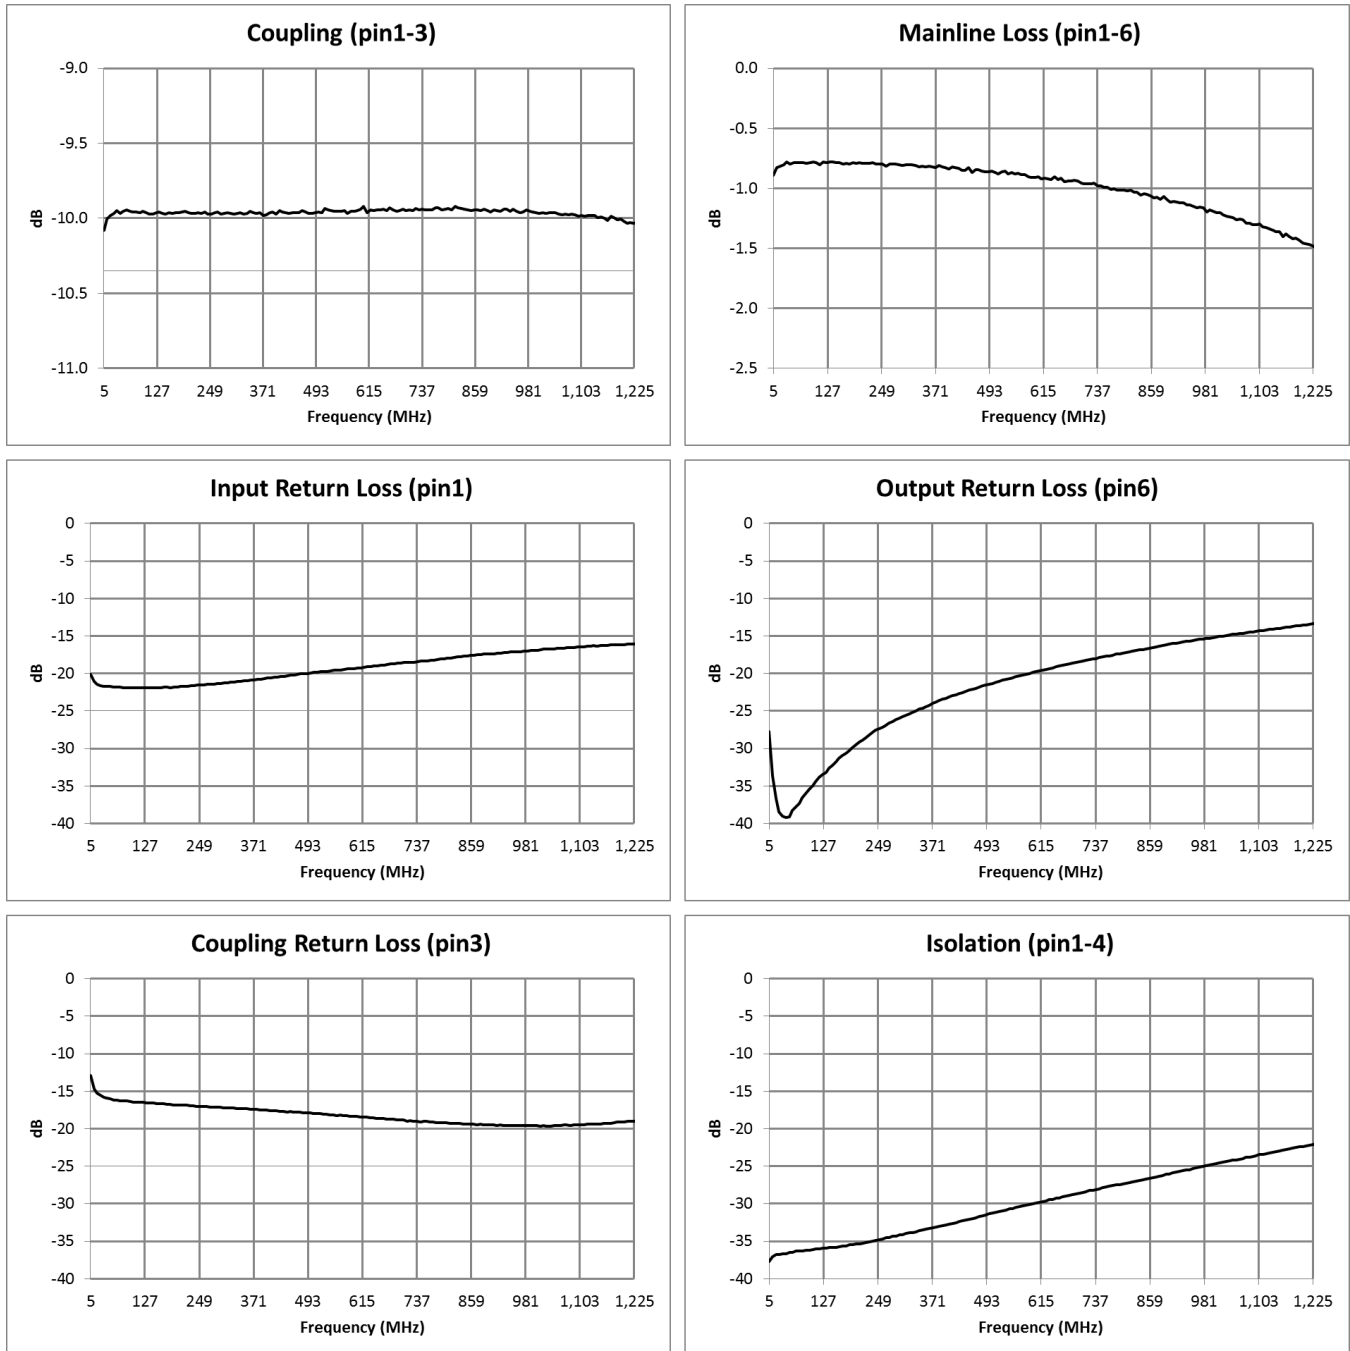 Coupling (pin1-3)
-9.0
-9.5
-10.0
-10.5
-11.0
dB
5 127 249 371 493 615 737 859 981 1,103 1,225
Frequency (MHz)
Mainline Loss (pin1-6)
0.0
-0.5
-1.0
-1.5
-2.0
-2.5
dB
5 127 249 371 493 615 737 859 981 1,103 1,225
Frequency (MHz)
Input Return Loss (pin1)
0
-5
-10
-15
-20
-25
-30
-35
-40
dB
5 127 249 371 493 615 737 859 981 1,103 1,225
Frequency (MHz)
Output Return Loss (pin6)
0
-5
-10
-15
-20
-25
-30
-35
-40
dB
5 127 249 371 493 615 737 859 981 1,103 1,225
Frequency (MHz)
Coupling Return Loss (pin3)
0
-5
-10
-15
-20
-25
-30
-35
-40
dB
5 127 249 371 493 615 737 859 981 1,103 1,225
Frequency (MHz)
Isolation (pin1-4)
0
-5
-10
-15
-20
-25
-30
-35
-40
dB
5 127 249 371 493 615 737 859 981 1,103 1,225
Frequency (MHz)